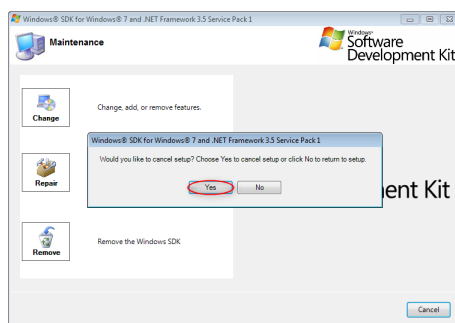 Windows® SDK for Windows® 7 and .NET Framework 3.5 Service Pack 1
Maintenance
Windows
Software
Development Kit
Change
Change, add, or remove features.
Windows® SDK for Windows® 7 and .NET Framework 3.5 Service Pack 1
Would you like to cancel setup? Choose Yes to cancel setup or click No to return to setup.
Yes
No
Repair
ent Kit
Remove
Remove the Windows SDK
Cancel